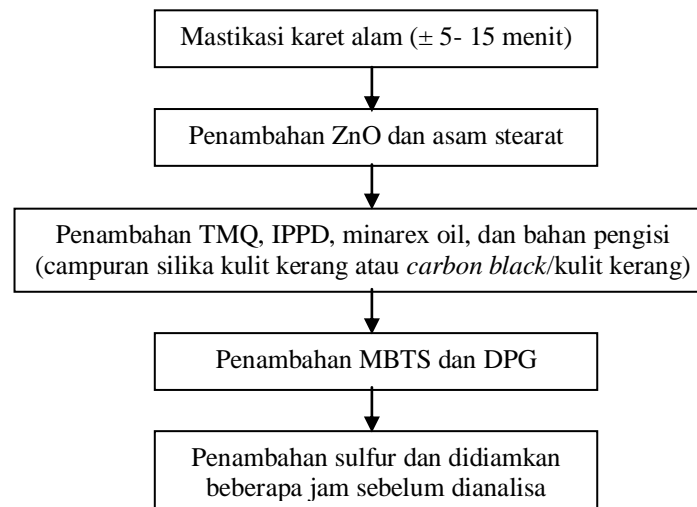 Mastikasi karet alam (± 5- 15 menit)
Penambahan ZnO dan asam stearat
Penambahan TMQ, IPPD, minarex oil, dan bahan pengisi
(campuran silika kulit kerang atau carbon black/kulit kerang)
Penambahan MBTS dan DPG
Penambahan sulfur dan didiamkan
beberapa jam sebelum dianalisa